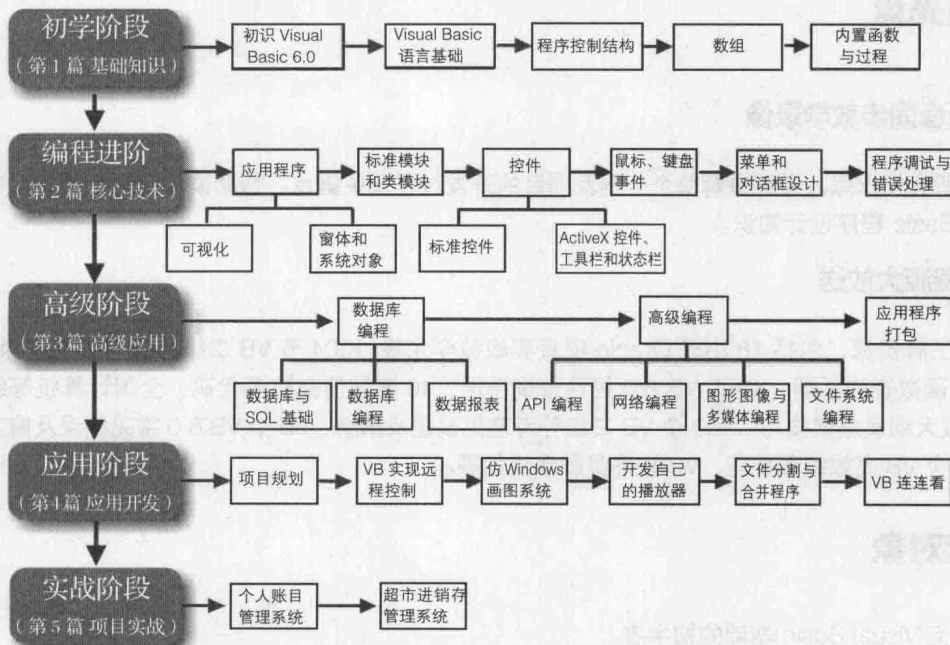 初学阶段
（第1篇 基础知识）
初识 Visual
Basic 6.0
Visual Basic
语言基础
程序控制结构
数组
内置函数
与过程
编程进阶
（第2篇 核心技术）
应用程序
标准模块
和类模块
控件
鼠标、键盘
事件
菜单和
对话框设计
程序调试与
错误处理
可视化
窗体和
系统对象
标准控件
ActiveX 控件、
工具栏和状态栏
高级阶段
（第3篇 高级应用）
数据库
编程
高级编程
应用程序
打包
数据库与
SQL 基础
数据库
编程
数据报表
API 编程
网络编程
图形图像与
多媒体编程
文件系统
编程
应用阶段
（第4篇 应用开发）
项目规划
VB 实现远
程控制
仿 Windows
画图系统
开发自己
的播放器
文件分割与
合并程序
VB 连连看
实战阶段
（第5篇 项目实战）
个人账目
管理系统
超市进销存
管理系统